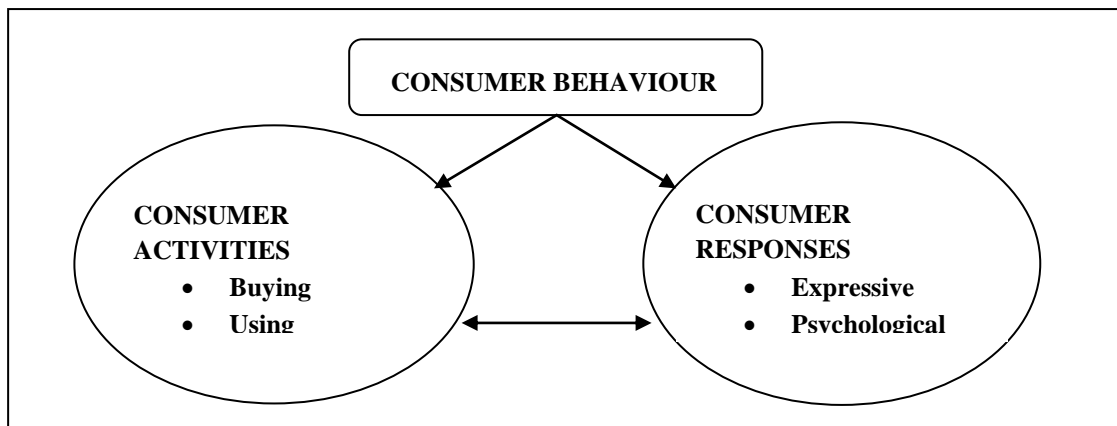 CONSUMER BEHAVIOUR
CONSUMER
ACTIVITIES
• Buying
• Using
CONSUMER
RESPONSES
• Expressive
• Psychological